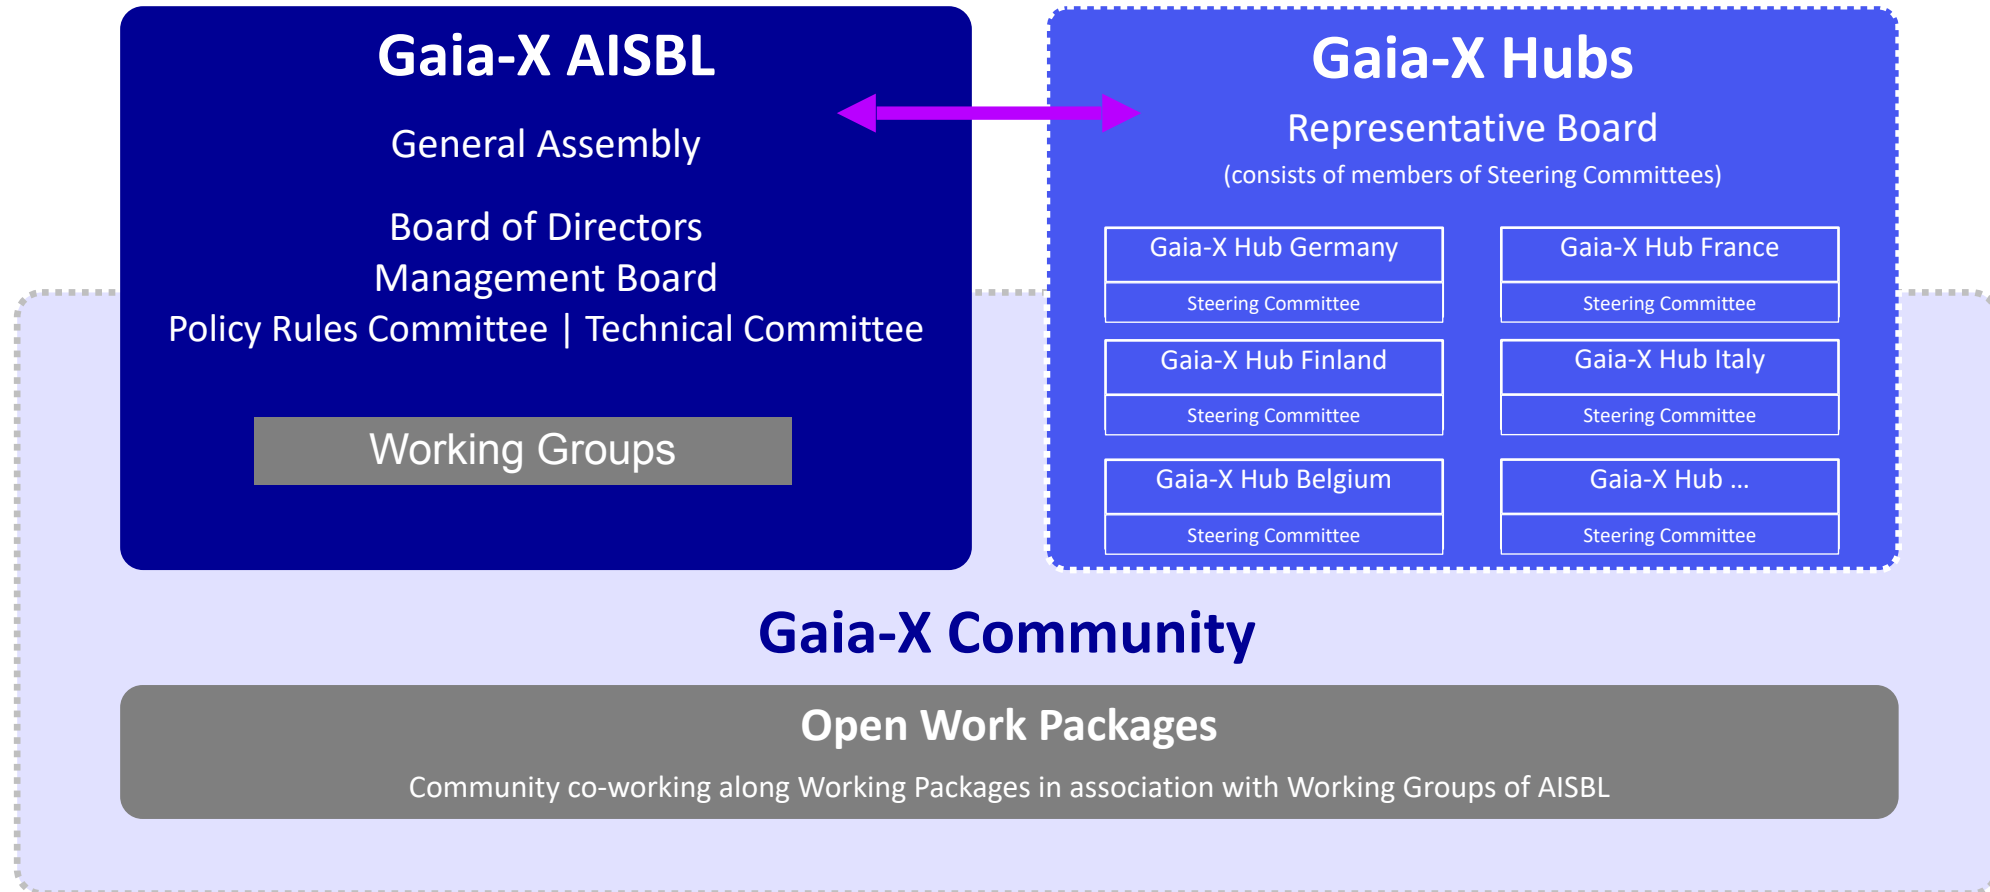 Gaia-X AISBL
General Assembly
Board of Directors
Management Board
Policy Rules Committee | Technical Committee
Working Groups
Gaia-X Hubs
Representative Board
(consists of members of Steering Committees)
Gaia-X Hub Germany
Steering Committee
Gaia-X Hub France
Steering Committee
Gaia-X Hub Finland
Steering Committee
Gaia-X Hub Italy
Steering Committee
Gaia-X Hub Belgium
Steering Committee
Gaia-X Hub ...
Steering Committee
Gaia-X Community
Open Work Packages
Community co-working along Working Packages in association with Working Groups of AISBL